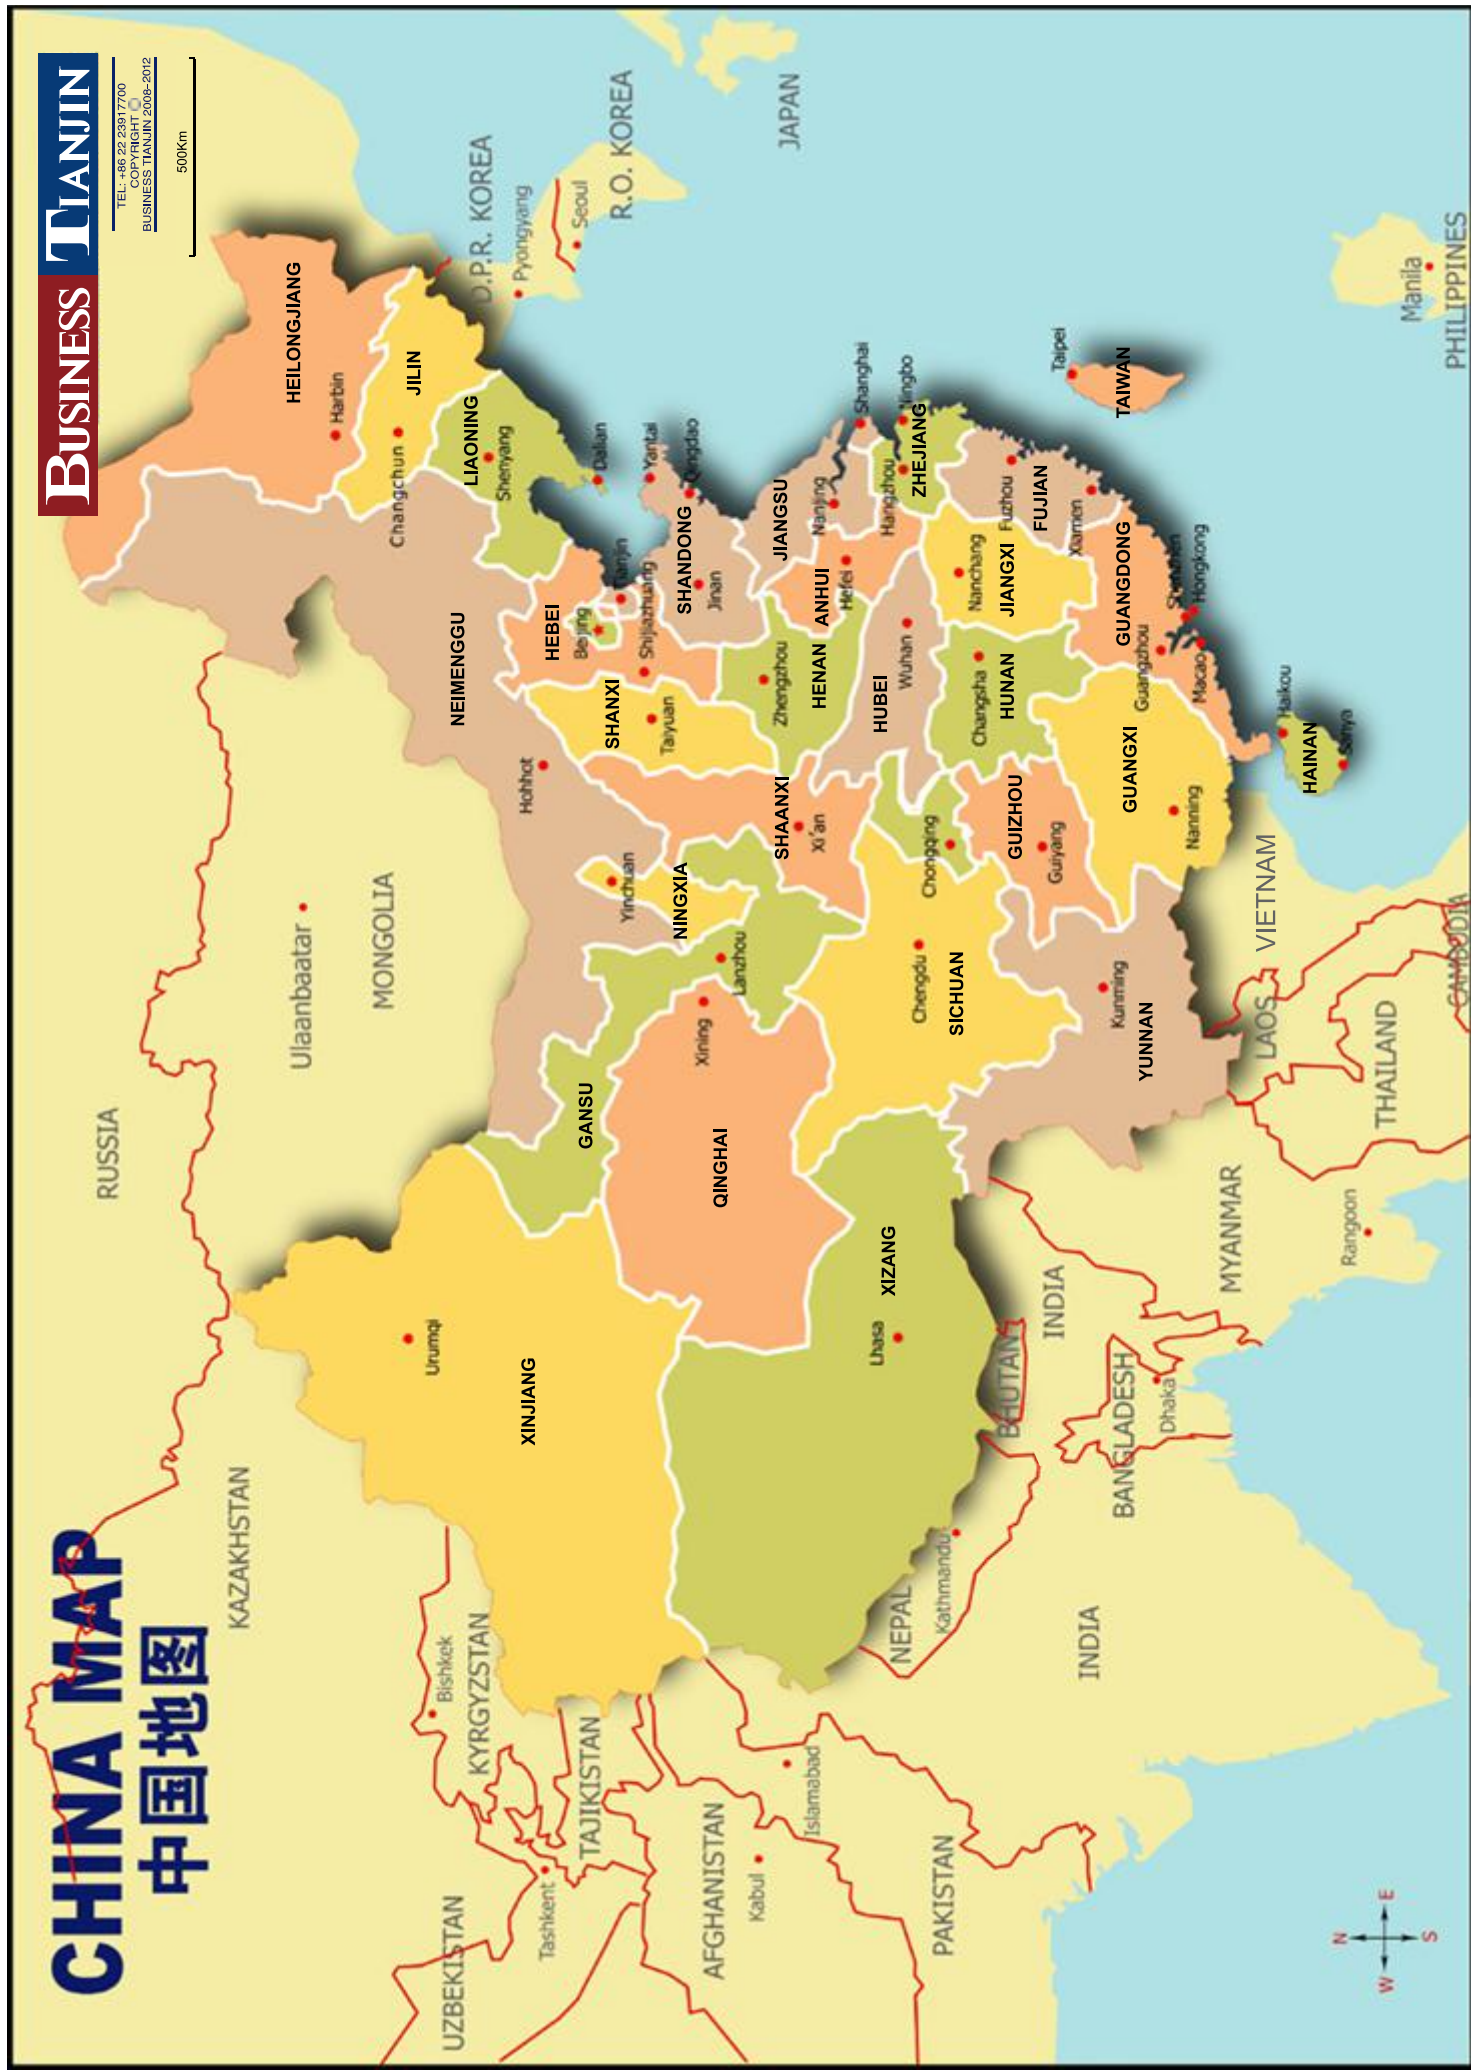 CHINA MAP
中国地图
BUSINESS TIANJIN
TEL: +86 22 23917700
COPYRIGHT ©
BUSINESS TIANJIN 2008-2012
500Km
RUSSIA
KAZAKHSTAN
Ulaanbaatar
MONGOLIA
HEILONGJIANG
Harbin
JILIN
Changchun
LIAONING
Shenyang
Dalian
D.P.R. KOREA
Pyongyang
Seoul
R.O. KOREA
JAPAN
NEIMENGGU
Hohhot
HEBEI
Beijing
Tianjin
Shijiazhuang
SHANXI
Taiyuan
SHANDONG
Jinan
Yantai
Qingdao
UZBEKISTAN
Tashkent
Bishkek
KYRGYZSTAN
TAJIKISTAN
Urumqi
XINJIANG
GANSU
Lanzhou
Yinchuan
NINGXIA
QINGHAI
Xining
SHAANXI
Xi'an
HENAN
Zhengzhou
JIANGSU
Nanjing
ANHUI
Hefei
Shanghai
AFGHANISTAN
Kabul
Islamabad
PAKISTAN
XIZANG
Lhasa
SICHUAN
Chengdu
Chongqing
HUBEI
Wuhan
Hangzhou
Ningbo
ZHEJIANG
NEPAL
Kathmandu
BHUTAN
INDIA
INDIA
BANGLADESH
Dhaka
GUIZHOU
Guiyang
Changsha
HUNAN
Nanchang
JIANGXI
Fuzhou
FUJIAN
Xiamen
Taipei
TAIWAN
YUNNAN
Kunming
GUANGXI
Nanning
GUANGDONG
Guangzhou
Shenzhen
Hongkong
Macao
HAINAN
Haikou
Sanya
MYANMAR
Rangoon
LAOS
VIETNAM
THAILAND
CAMBODIA
Manila
PHILIPPINES
N
W E
S